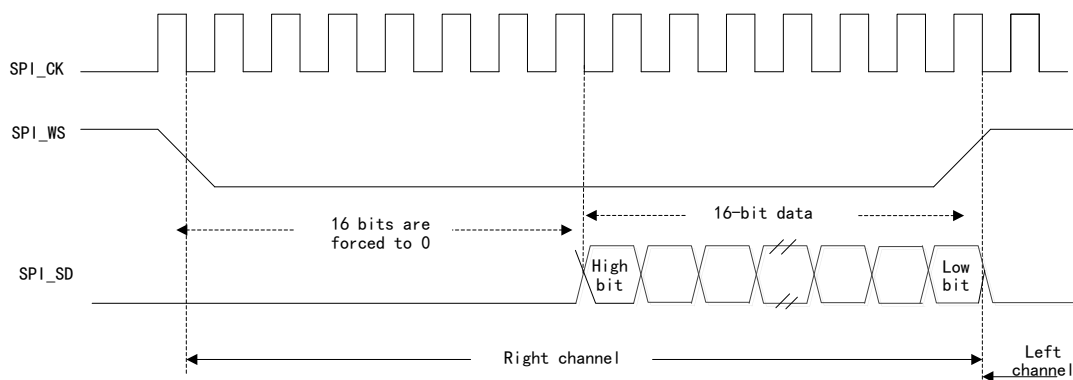 SPI_CK
SPI_WS
16 bits are
forced to 0
16-bit data
SPI_SD
High
bit
Low
bit
Right channel
Left
channel